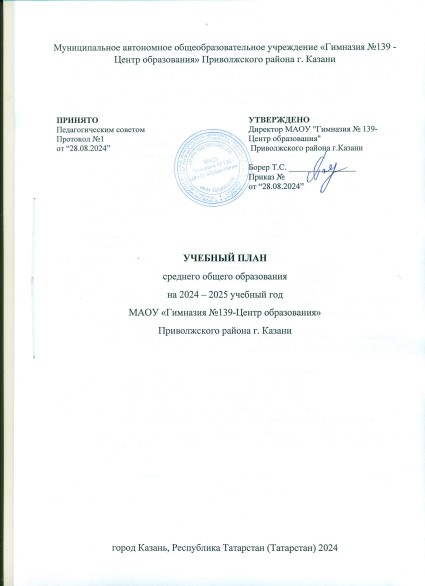 Муниципальное автономное общеобразовательное учреждение «Гимназия №139 -
Центр образования» Приволжского района г. Казани
ПРИНЯТО
Педагогическим советом
Протокол №1
от “28.08.2024”
УТВЕРЖДЕНО
Директор МАОУ "Гимназия № 139-
Центр образования"
Приволжского района г.Казани
Борер Т.С.
Приказ №
от “28.08.2024”
УЧЕБНЫЙ ПЛАН
среднего общего образования
на 2024 – 2025 учебный год
МАОУ «Гимназия №139-Центр образования»
Приволжского района г. Казани
город Казань, Республика Татарстан (Татарстан) 2024